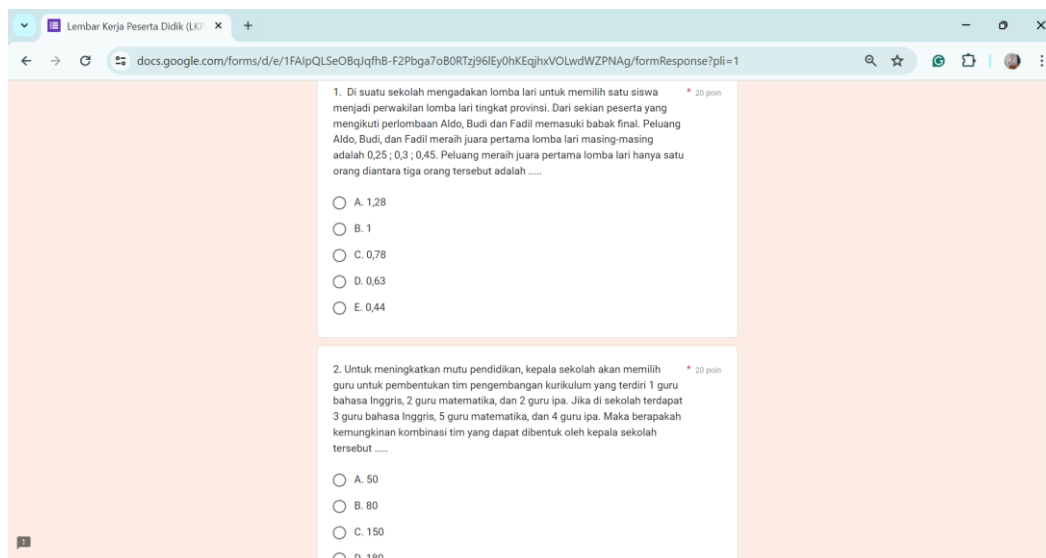 Lembar Kerja Peserta Didik (LKP
docs.google.com/forms/d/e/1FAIpQLSeOBqJqfhB-F2Pbga7oB0RTzj96lEy0hKEqjhxVOLwdWZPNAg/formResponse?pli=1
1. Di suatu sekolah mengadakan lomba lari untuk memilih satu siswa * 20 poin
menjadi perwakilan lomba lari tingkat provinsi. Dari sekian peserta yang
mengikuti perlombaan Aldo, Budi dan Fadil memasuki babak final. Peluang
Aldo, Budi, dan Fadil meraih juara pertama lomba lari masing-masing
adalah 0,25 ; 0,3 ; 0,45. Peluang meraih juara pertama lomba lari hanya satu
orang diantara tiga orang tersebut adalah .....
A. 1,28
B. 1
C. 0,78
D. 0,63
E. 0,44
2. Untuk meningkatkan mutu pendidikan, kepala sekolah akan memilih * 20 poin
guru untuk pembentukan tim pengembangan kurikulum yang terdiri 1 guru
bahasa Inggris, 2 guru matematika, dan 2 guru ipa. Jika di sekolah terdapat
3 guru bahasa Inggris, 5 guru matematika, dan 4 guru ipa. Maka berapakah
kemungkinan kombinasi tim yang dapat dibentuk oleh kepala sekolah
tersebut .....
A. 50
B. 80
C. 150
D. 180